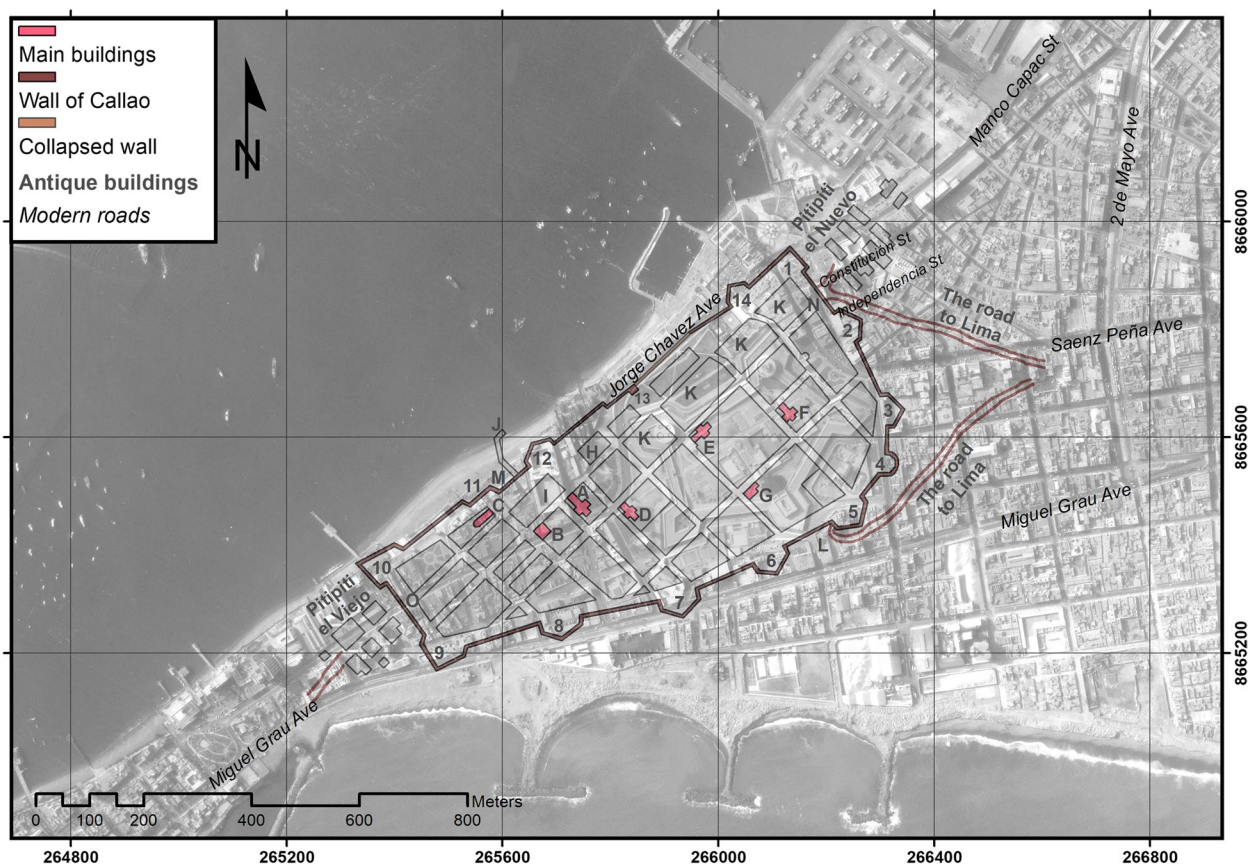 Main buildings
Wall of Callao
Collapsed wall
Antique buildings
Modern roads
N
Manco Capac St
2 de Mayo Ave
Pitipiti
el Nuevo
Constitución St
Independencia St
The road
to Lima
Saenz Peña Ave
Jorge Chavez Ave
1
14
K
N
2
K
K
13
3
F
E
K
J
H
12
4
M
11
I
A
C
G
D
B
5
L
The road
to Lima
Miguel Grau Ave
10
6
Pitipiti
el Viejo
O
7
8
9
Miguel Grau Ave
Meters
0
100
200
400
600
800
264800
265200
265600
266000
266400
266800
8666000
8665600
8665200